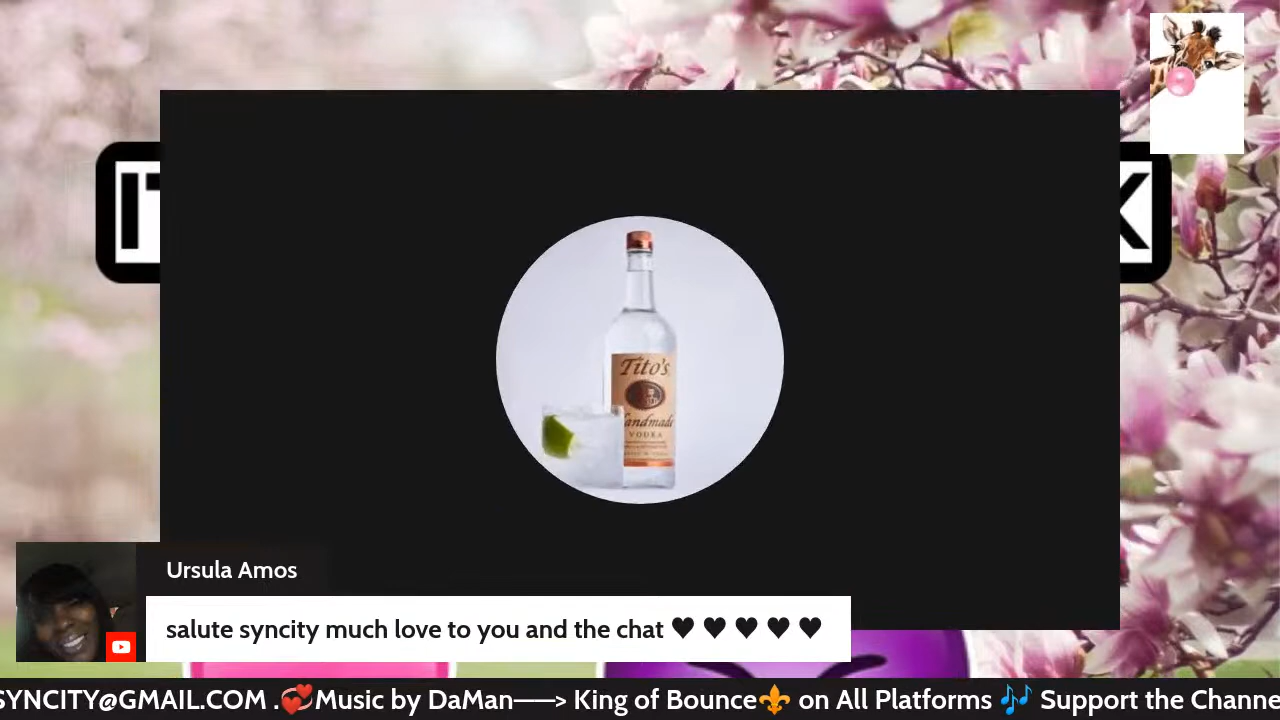 IT
K
Tito's
Handmade
VODKA
Ursula Amos
salute syncity much love to you and the chat ♥ ♥ ♥ ♥ ♥
SYNCITY@GMAIL.COM .💞Music by DaMan——> King of Bounce⚜️ on All Platforms 🎶 Support the Channe